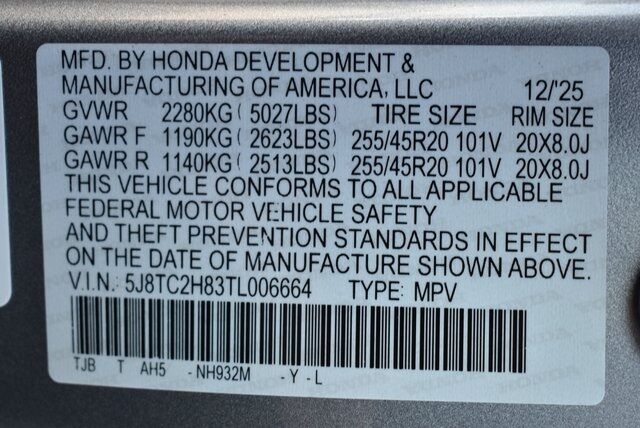 MFD. BY HONDA DEVELOPMENT &
MANUFACTURING OF AMERICA, LLC 12/'25
GVWR 2280KG ( 5027LBS) TIRE SIZE RIM SIZE
GAWR F 1190KG ( 2623LBS) 255/45R20 101V 20X8.0J
GAWR R 1140KG ( 2513LBS) 255/45R20 101V 20X8.0J
THIS VEHICLE CONFORMS TO ALL APPLICABLE
FEDERAL MOTOR VEHICLE SAFETY
AND THEFT PREVENTION STANDARDS IN EFFECT
ON THE DATE OF MANUFACTURE SHOWN ABOVE.
V.I.N.: 5J8TC2H83TL006664 TYPE: MPV
TJB T AH5 -NH932M -Y -L